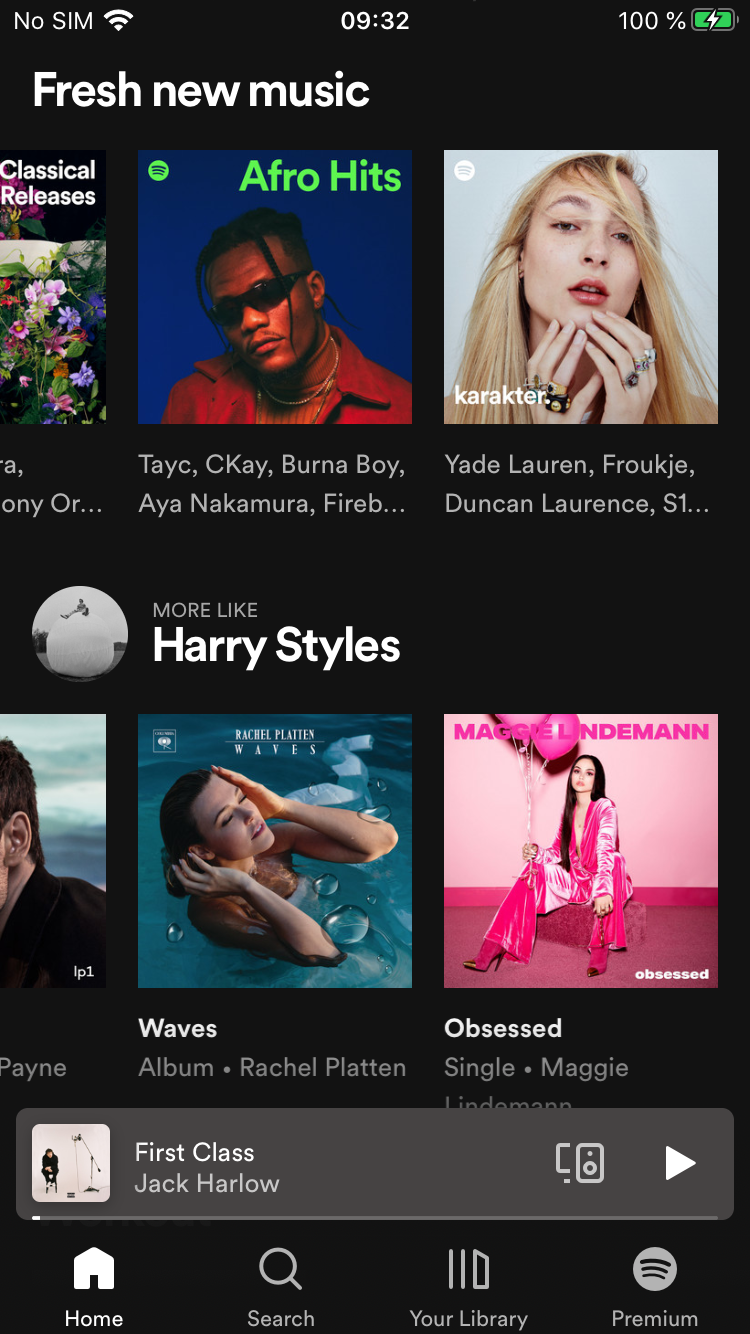 No SIM 09:32 100 %
Fresh new music
Classical
Releases
Afro Hits
karakter.
ra,
ony Or...
Tayc, CKay, Burna Boy,
Aya Nakamura, Fireb...
Yade Lauren, Froukje,
Duncan Laurence, S1...
MORE LIKE
Harry Styles
lp1
RACHEL PLATTEN
WAVES
MAGGIE LINDEMANN
obsessed
Payne
Waves
Album • Rachel Platten
Obsessed
Single • Maggie
Lindemann
First Class
Jack Harlow
Home
Search
Your Library
Premium